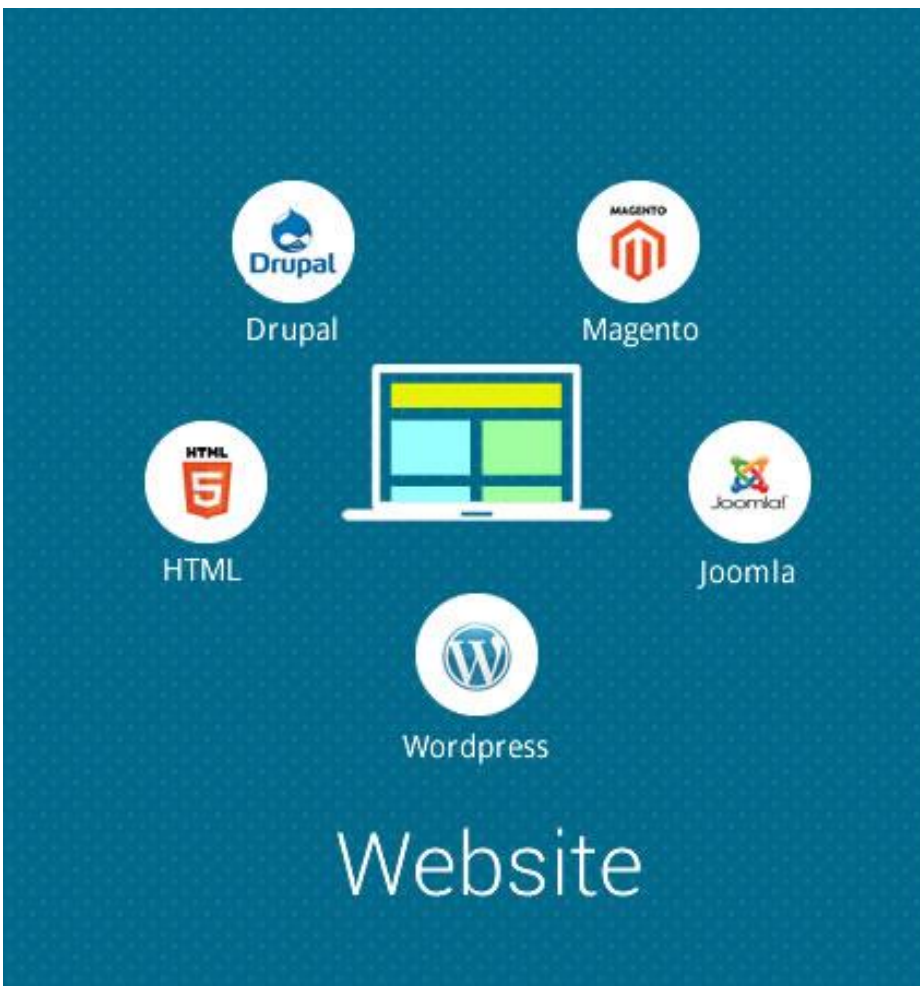 Drupal
Drupal
MAGENTO
Magento
HTML
5
HTML
Joomla!
Joomla
W
Wordpress
Website